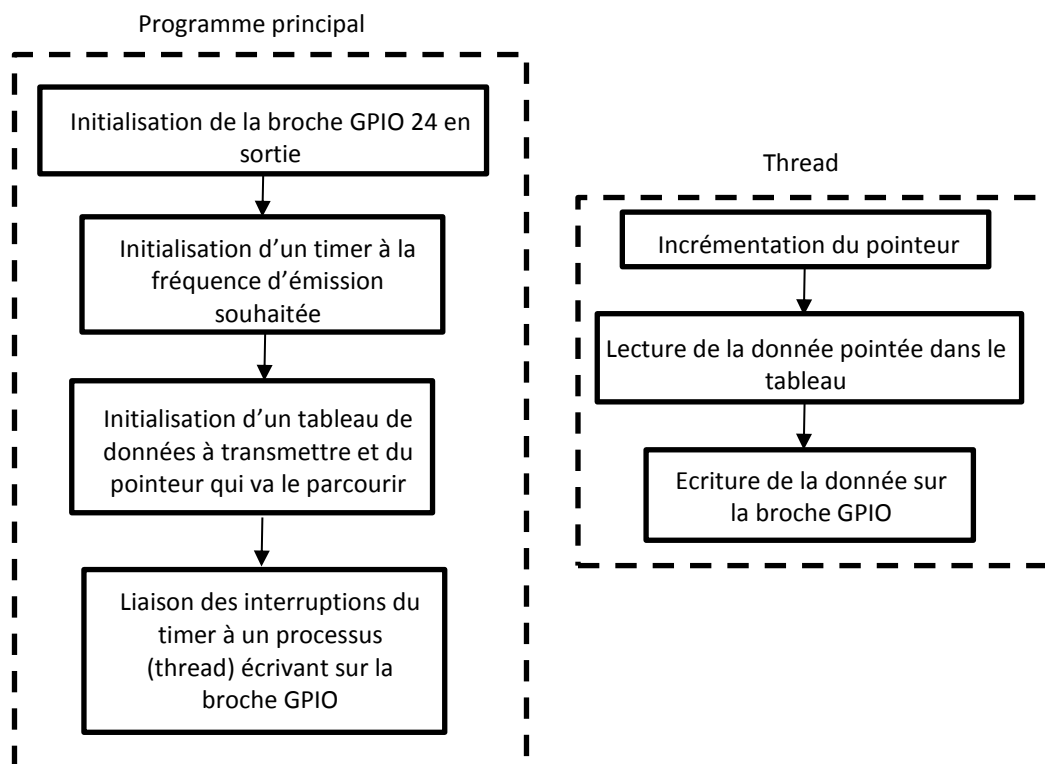 Programme principal
Initialisation de la broche GPIO 24 en
sortie
Initialisation d’un timer à la
fréquence d’émission
souhaitée
Initialisation d’un tableau de
données à transmettre et du
pointeur qui va le parcourir
Liaison des interruptions du
timer à un processus
(thread) écrivant sur la
broche GPIO
Thread
Incrémentation du pointeur
Lecture de la donnée pointée dans le
tableau
Ecriture de la donnée sur
la broche GPIO